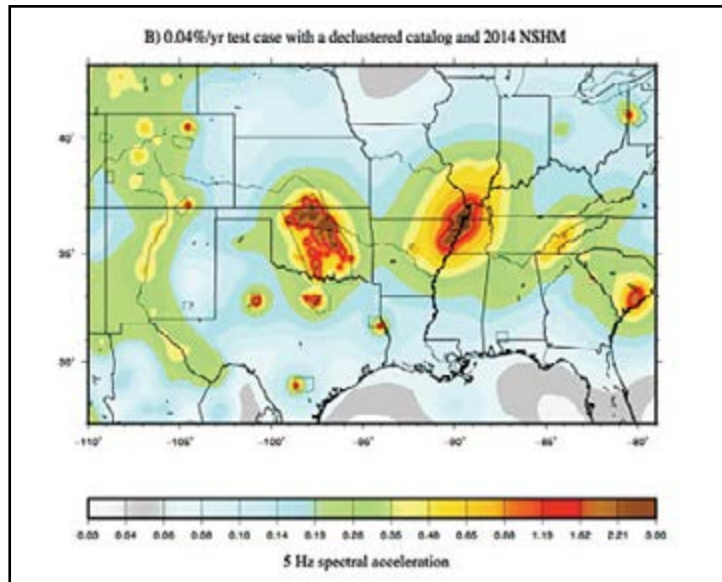 B) 0.04%/yr test case with a declustered catalog and 2014 NSHM
40°
35°
30°
-110° -105° -100° -95° -90° -85° -80°
0.03 0.04 0.06 0.10 0.14 0.19 0.26 0.35 0.48 0.65 0.88 1.19 1.62 2.21 3.00
5 Hz spectral acceleration